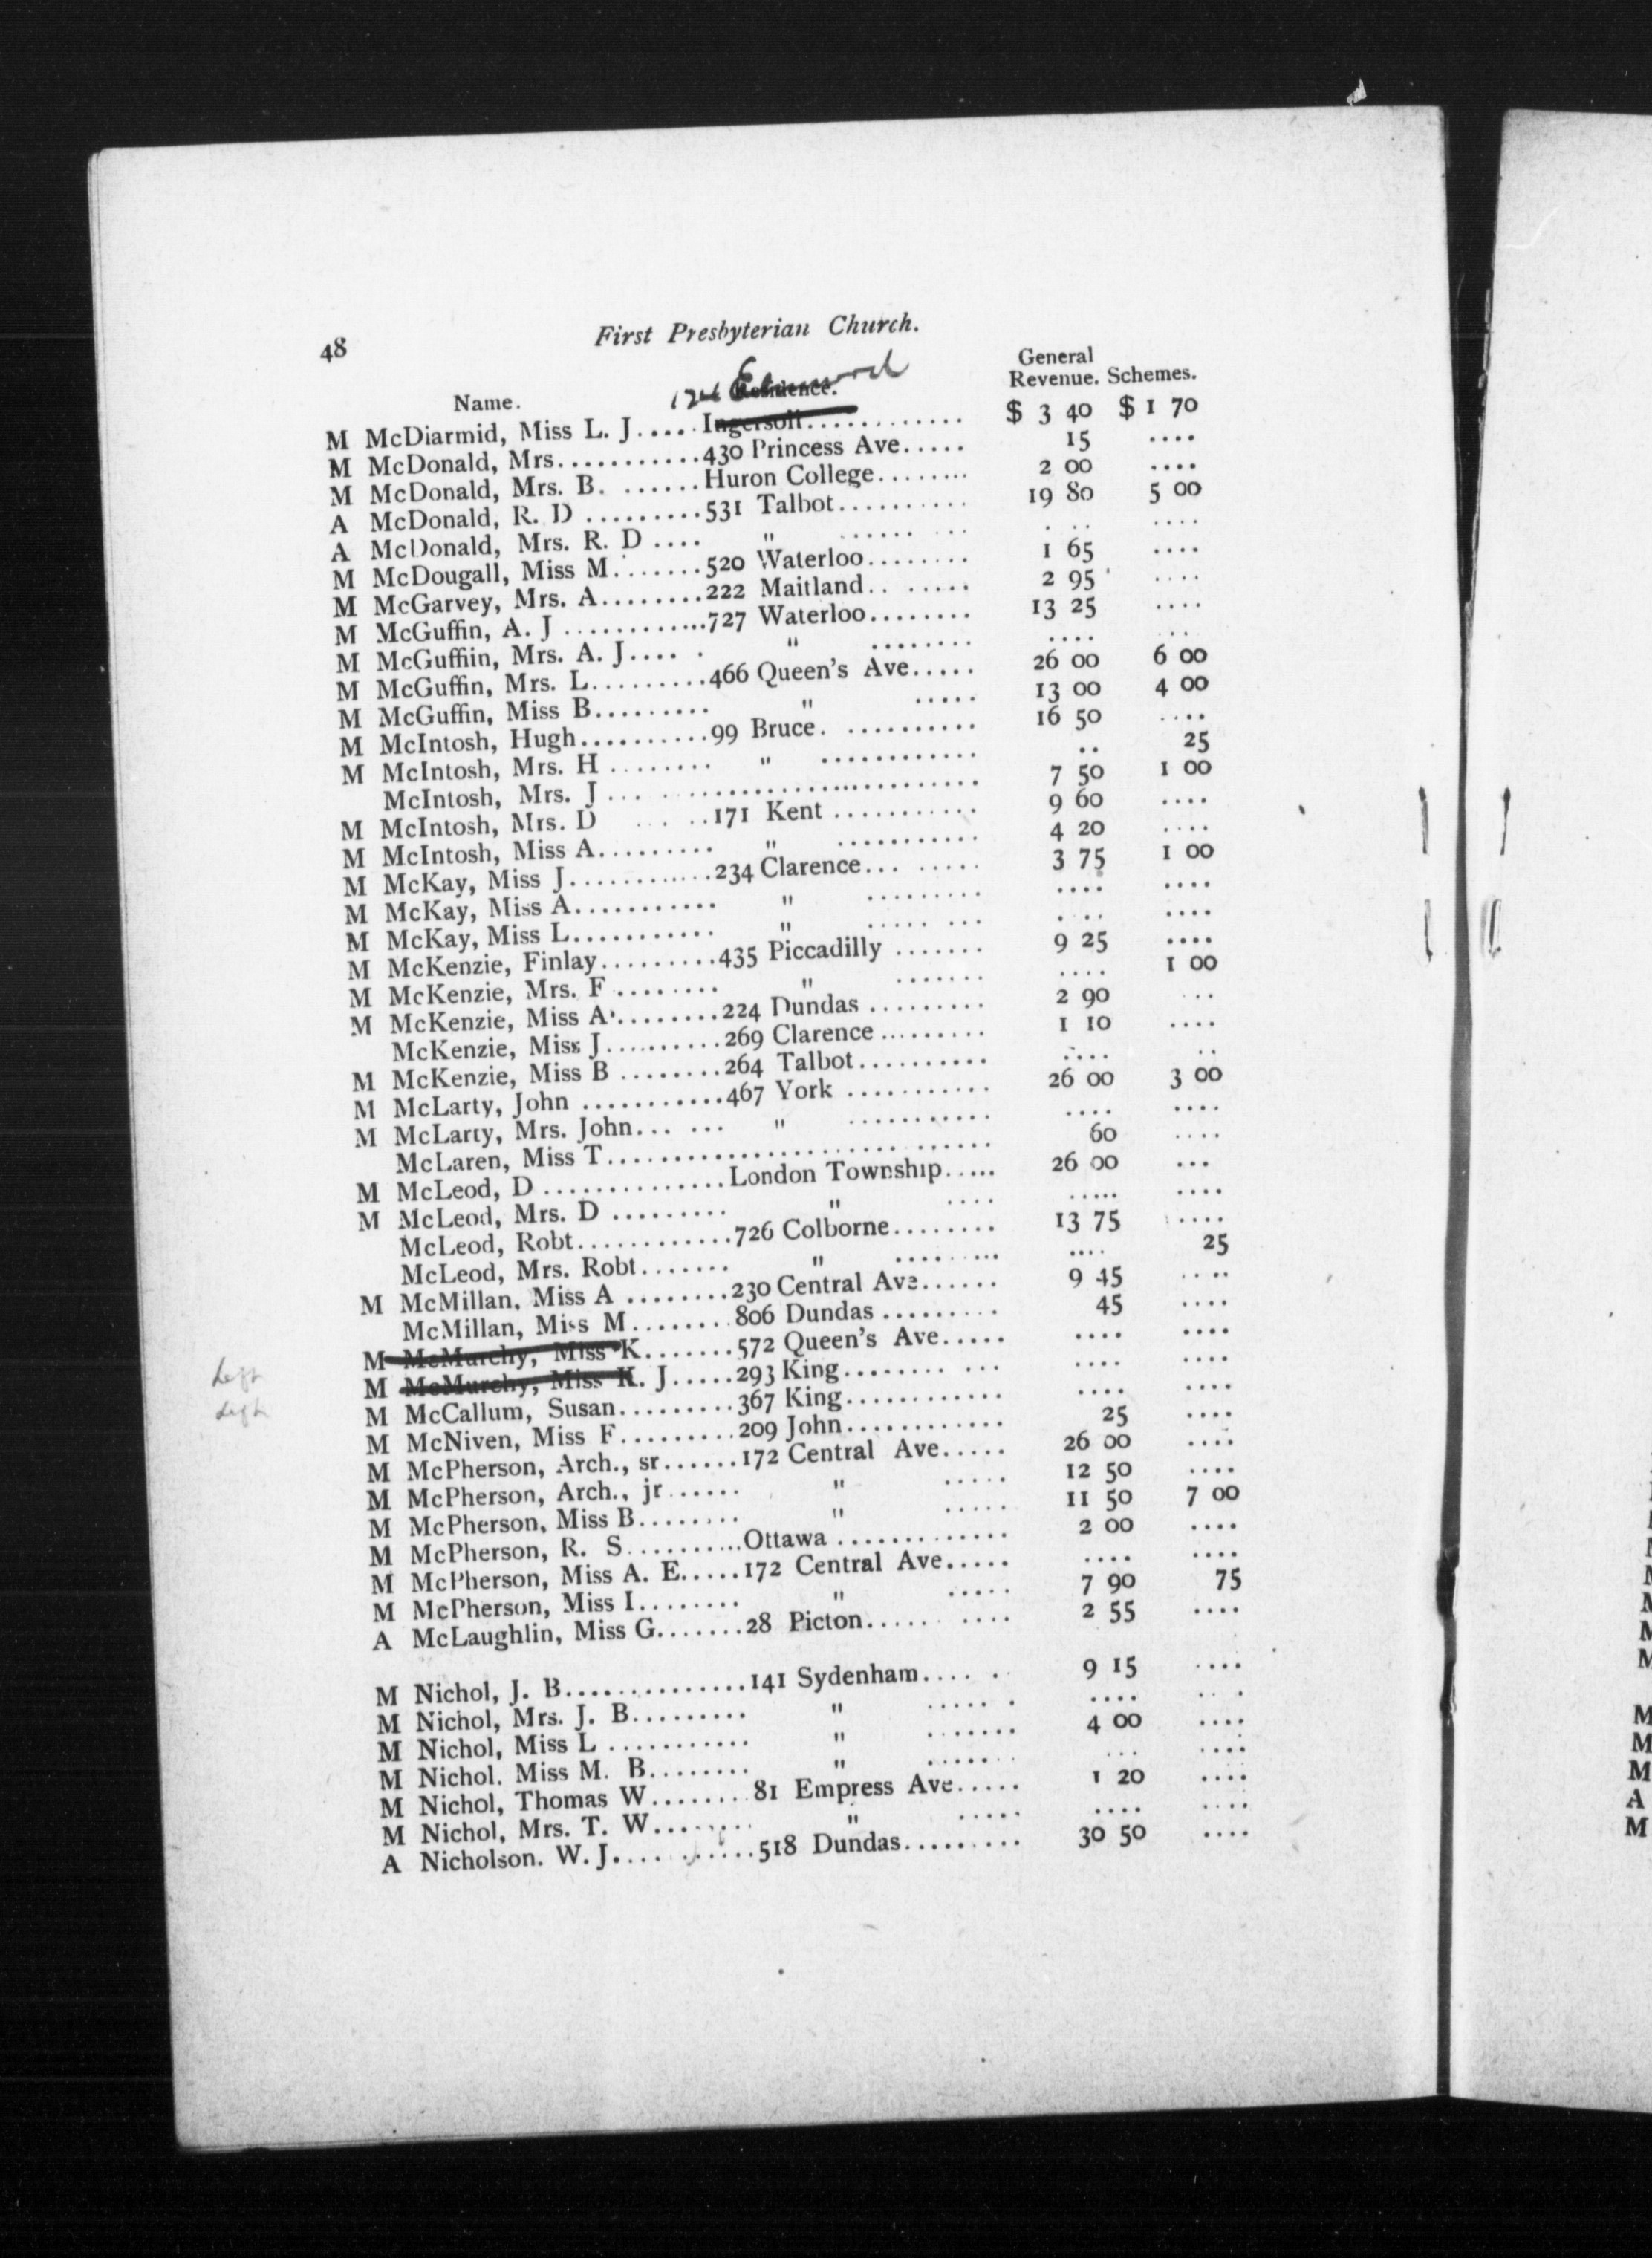 48 First Presbyterian Church.
General
Name. Residence. Revenue. Schemes.
124
M McDiarmid, Miss L. J..... Ingersoll............ $ 3 40 $ 1 70
M McDonald, Mrs...........430 Princess Ave..... 15 ....
M McDonald, Mrs. B. ......Huron College........ 2 00 ....
A McDonald, R. D .........531 Talbot.......... 19 80 5 00
A McDonald, Mrs. R. D .... " ...... ... . .. ....
M McDougall, Miss M.......520 Waterloo........ 1 65 ....
M McGarvey, Mrs. A........222 Maitland.. ...... 2 95 ....
M McGuffin, A. J ............727 Waterloo........ 13 25 ....
M McGuffiin, Mrs. A. J.... . " ........ .... ....
M McGuffin, Mrs. L.........466 Queen's Ave..... 26 00 6 00
M McGuffin, Miss B......... " ..... 13 00 4 00
M McIntosh, Hugh..........99 Bruce. .......... 16 50 ....
M McIntosh, Mrs. H ........ " ............ .. 25
McIntosh, Mrs. J ... ........................ 7 50 1 00
M McIntosh, Mrs. D ... ..171 Kent ........... 9 60 ....
M McIntosh, Miss A......... " ........... 4 20 ....
M McKay, Miss J............234 Clarence... ..... 3 75 1 00
M McKay, Miss A........... " ......... .... ....
M McKay, Miss L........... " ..... ... . .. ....
M McKenzie, Finlay.........435 Piccadilly ....... 9 25 ....
M McKenzie, Mrs. F ........ " ....... .... 1 00
M McKenzie, Miss A.........224 Dundas ......... 2 90 ...
McKenzie, Miss J..........269 Clarence ......... 1 10 ....
M McKenzie, Miss B ........264 Talbot.......... .... ..
M McLarty, John ...........467 York ........... 26 00 3 00
M McLarty, Mrs. John... ... " ........... .... ....
McLaren, Miss T............................. 60 ....
M McLeod, D ..............London Township..... 26 00 ...
M McLeod, Mrs. D ......... " .... ..... ....
McLeod, Robt............726 Colborne........ 13 75 ....
McLeod, Mrs. Robt....... " ........ .... 25
M McMillan, Miss A ........230 Central Ave...... 9 45 ....
McMillan, Miss M........806 Dundas ......... 45 ....
M McMurchy, Miss K.......572 Queen's Ave..... .... ....
Left M McMurchy, Miss K. J.....293 King........ ... .... ....
Left M McCallum, Susan.........367 King............ .... ....
M McNiven, Miss F.........209 John............ 25 ....
M McPherson, Arch., sr......172 Central Ave..... 26 00 ....
M McPherson, Arch., jr...... " ..... 12 50 ....
M McPherson, Miss B........ " ..... 11 50 7 00
M McPherson, R. S..........Ottawa ............. 2 00 ....
M McPherson, Miss A. E.....172 Central Ave..... .... ....
M McPherson, Miss I........ " ..... 7 90 75
A McLaughlin, Miss G.......28 Picton..... .... 2 55 ....
M Nichol, J. B..............141 Sydenham.... . 9 15 ....
M Nichol, Mrs. J. B......... " ..... . .... ....
M Nichol, Miss L ........... " ....... 4 00 ....
M Nichol. Miss M. B........ " ....... ... ....
M Nichol, Thomas W........81 Empress Ave..... 1 20 ....
M Nichol, Mrs. T. W........ " ..... .... ....
A Nicholson. W. J...........518 Dundas......... 30 50 ....